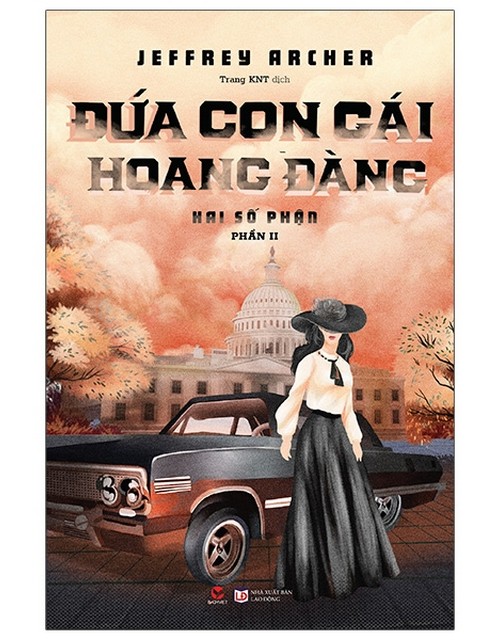 JEFFREY ARCHER
Trang KNT dịch
ĐỨA CON GÁI
HOANG ĐÀNG
HAI SỐ PHẬN
PHẦN II
BACHVIET
NHÀ XUẤT BẢN
LAO ĐỘNG